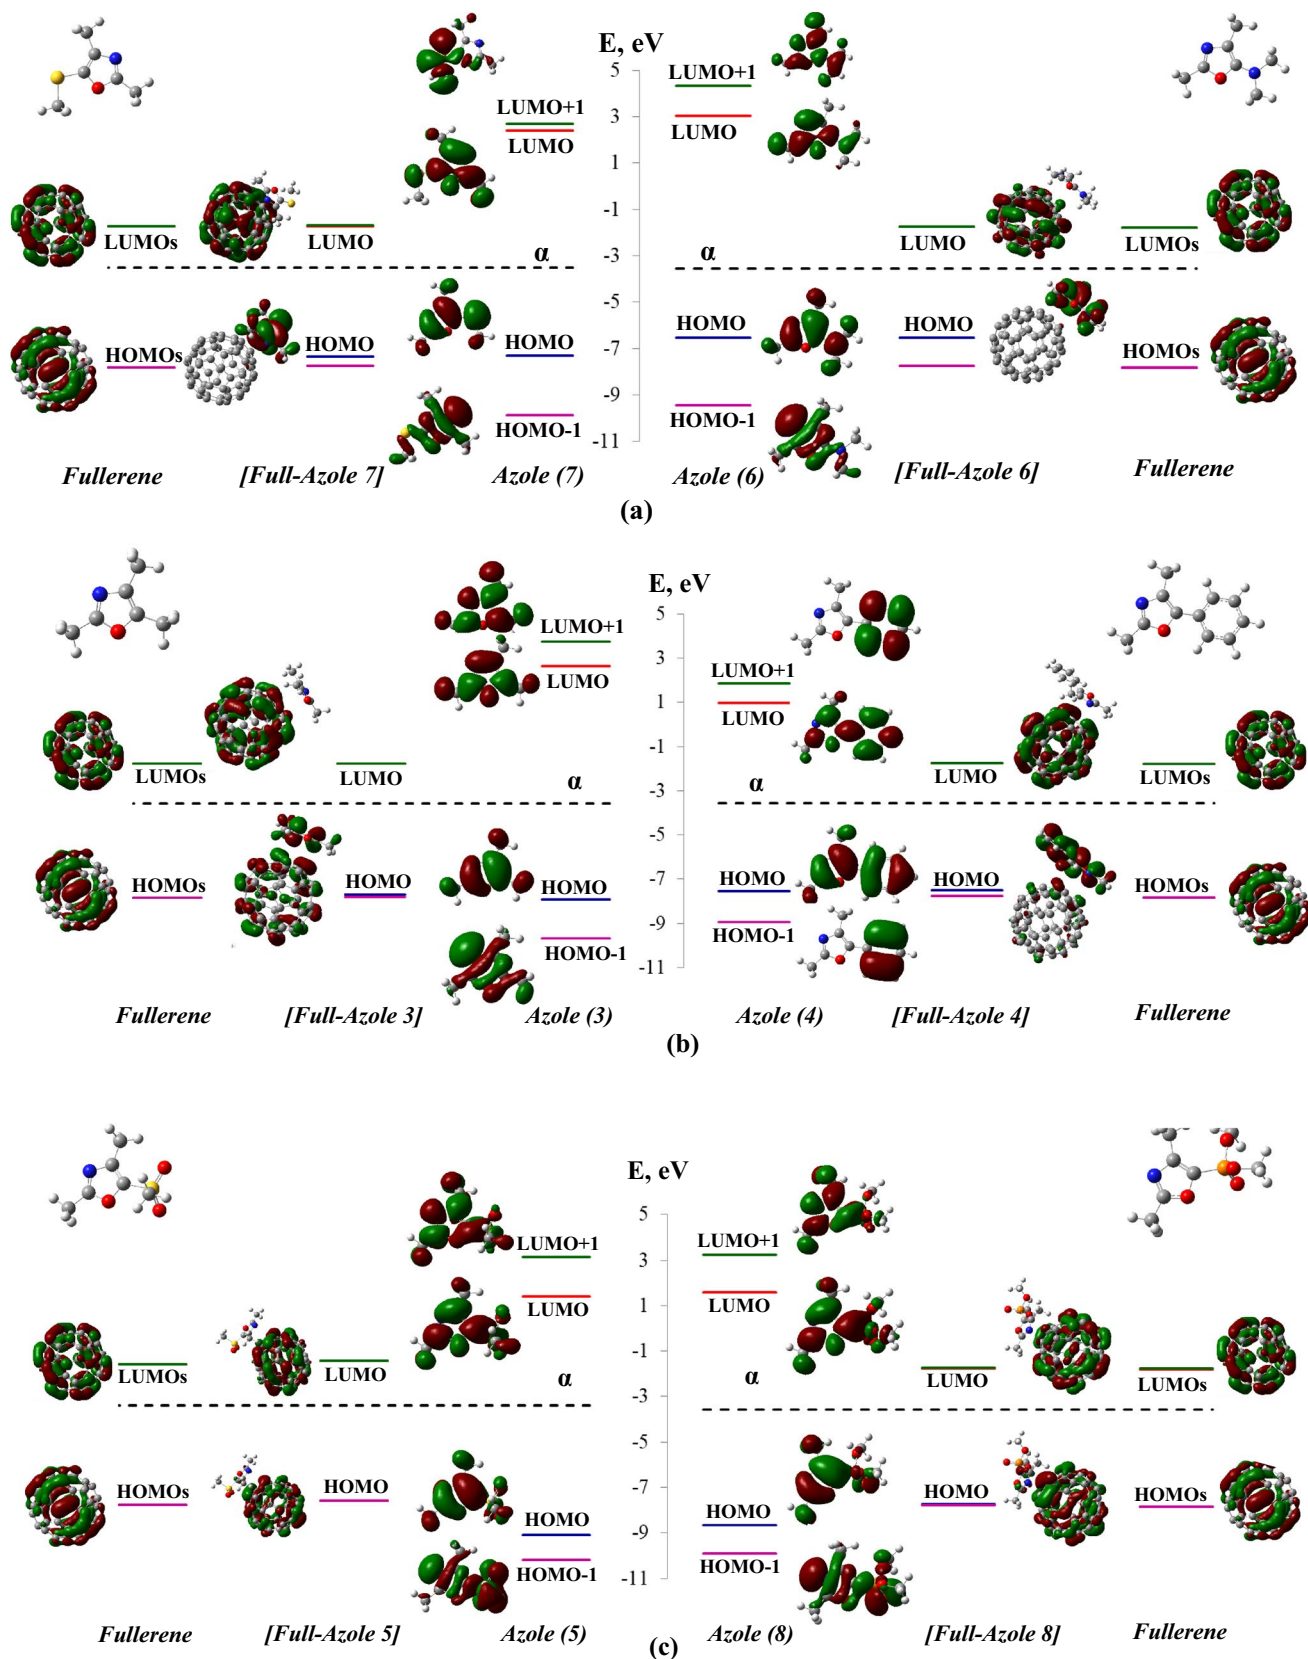 E, eV
5
3
1
-1
-3
-5
-7
-9
-11
LUMO+1
LUMO
LUMOs
LUMO
α
HOMOs
HOMO
HOMO
HOMO-1
Fullerene
[Full-Azole 7]
Azole (7)
LUMO+1
LUMO
α
LUMO
LUMOs
HOMO
HOMO
HOMOs
HOMO-1
Azole (6)
[Full-Azole 6]
Fullerene
(a)
E, eV
5
3
1
-1
-3
-5
-7
-9
-11
LUMO+1
LUMO
LUMOs
LUMO
α
HOMOs
HOMO
HOMO
HOMO-1
Fullerene
[Full-Azole 3]
Azole (3)
LUMO+1
LUMO
α
LUMO
LUMOs
HOMO
HOMO
HOMOs
HOMO-1
Azole (4)
[Full-Azole 4]
Fullerene
(b)
E, eV
5
3
1
-1
-3
-5
-7
-9
-11
LUMO+1
LUMO
LUMOs
LUMO
α
HOMOs
HOMO
HOMO
HOMO-1
Fullerene
[Full-Azole 5]
Azole (5)
LUMO+1
LUMO
α
LUMO
LUMOs
HOMO
HOMO
HOMOs
HOMO-1
Azole (8)
[Full-Azole 8]
Fullerene
(c)